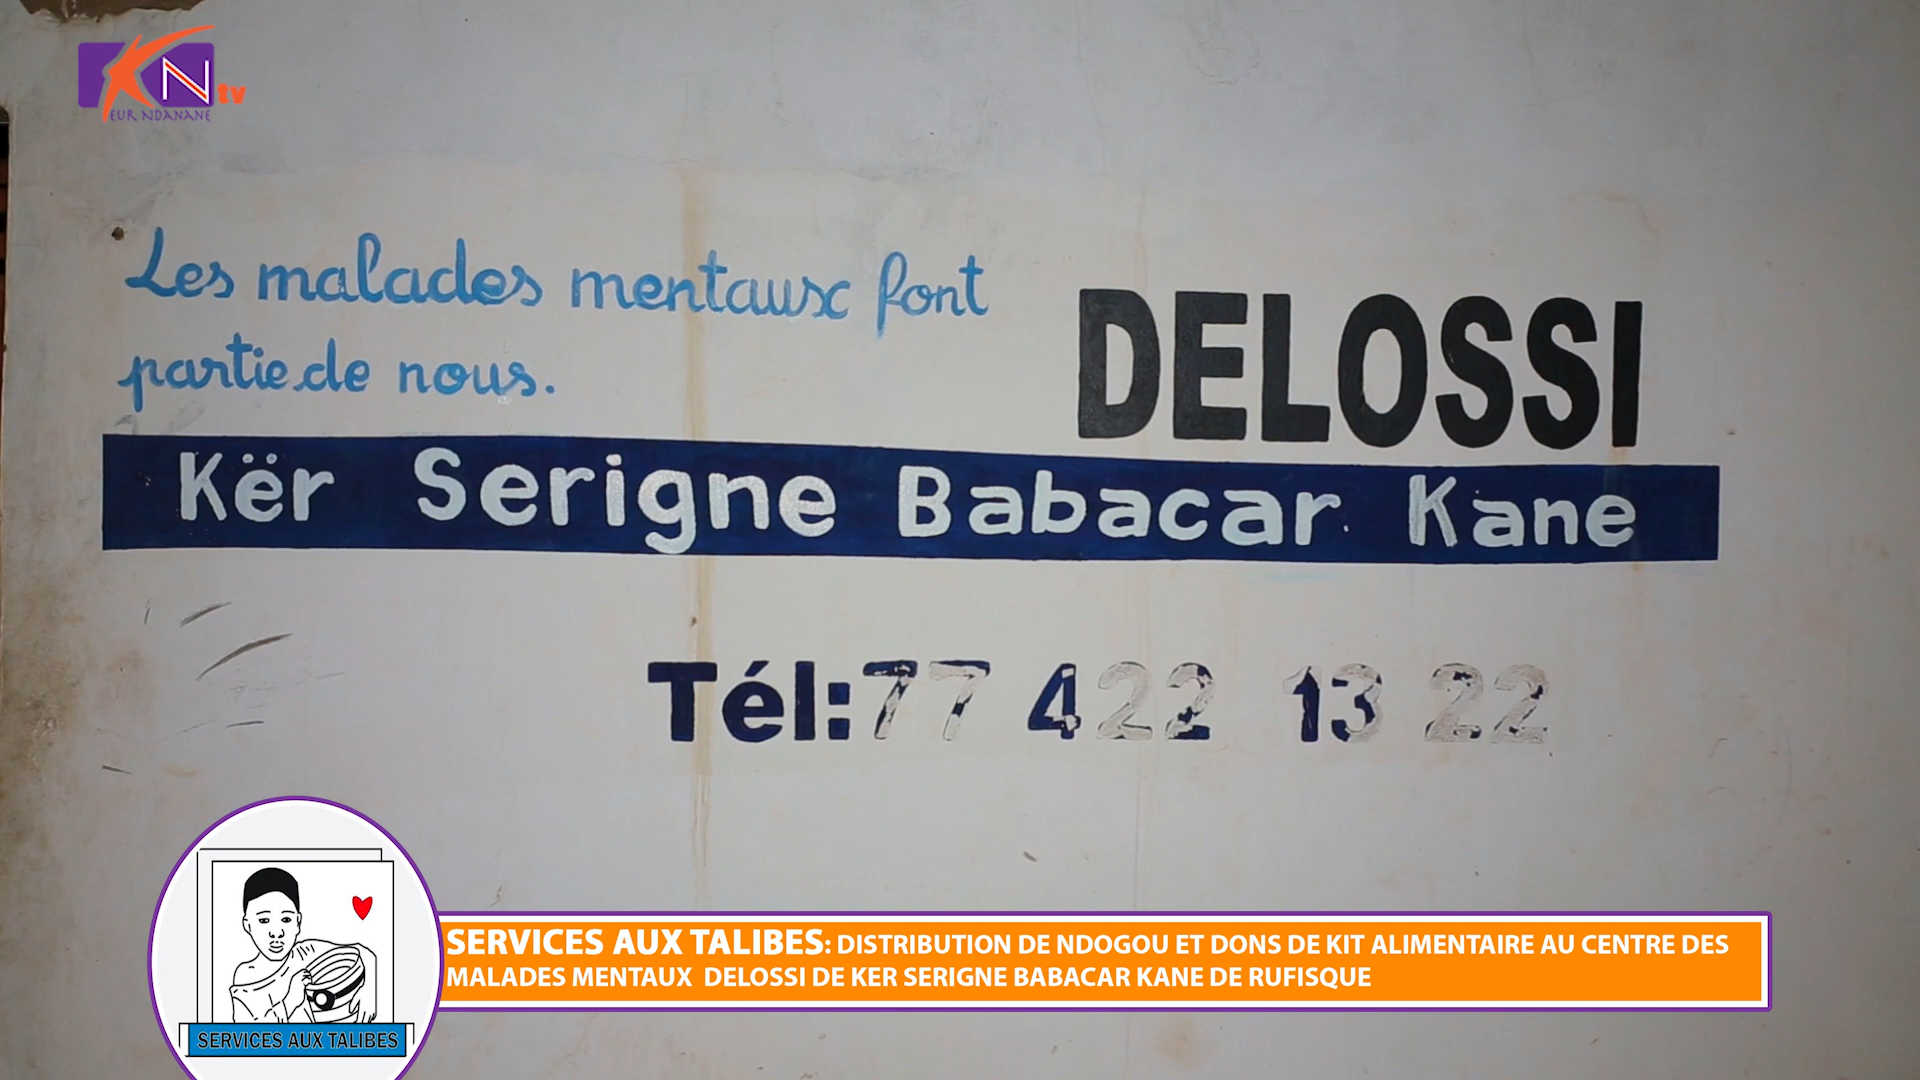 KN tv
EUR NDANANE
Les malades mentaux font
partie de nous.
DELOSSI
Kër Serigne Babacar Kane
Tél:77 422 13 22
SERVICES AUX TALIBES: DISTRIBUTION DE NDOGOU ET DONS DE KIT ALIMENTAIRE AU CENTRE DES
MALADES MENTAUX DELOSSI DE KER SERIGNE BABACAR KANE DE RUFISQUE
SERVICES AUX TALIBES